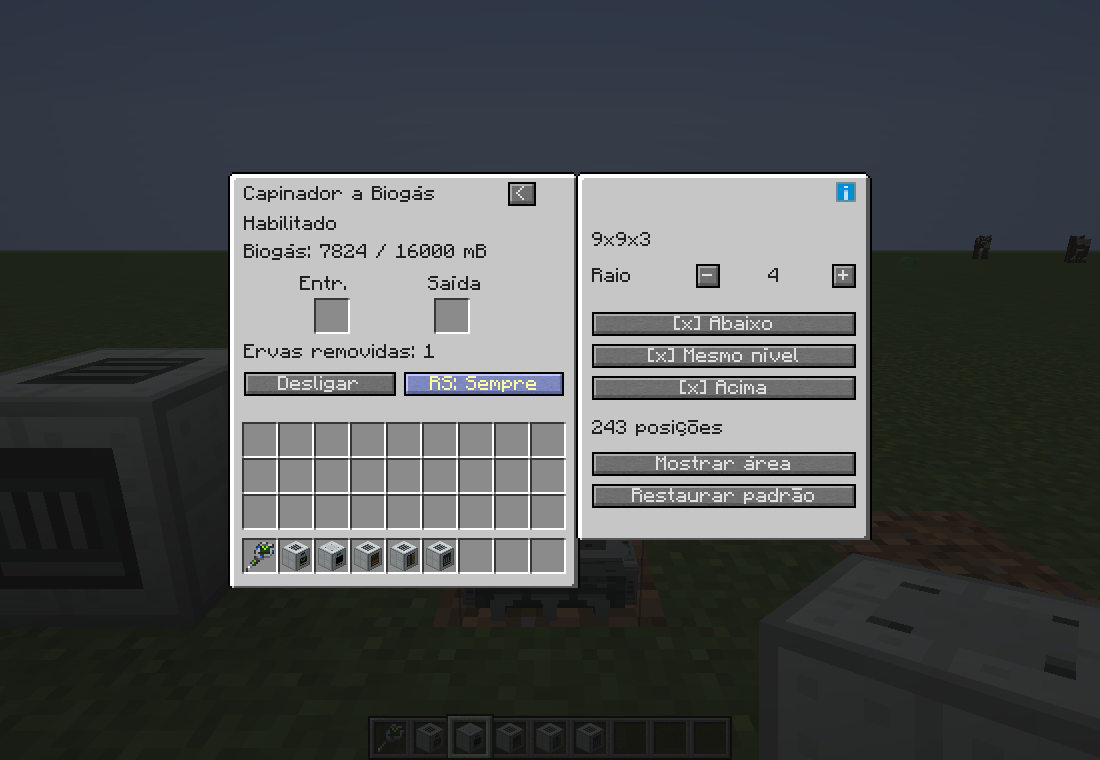 Capinador a Biogás
<
Habilitado
Biogás: 7824 / 16000 mB
Entr. Saída
Ervas removidas: 1
Desligar RS: Sempre
i
9x9x3
Raio - 4 +
[x] Abaixo
[x] Mesmo nível
[x] Acima
243 posições
Mostrar área
Restaurar padrão